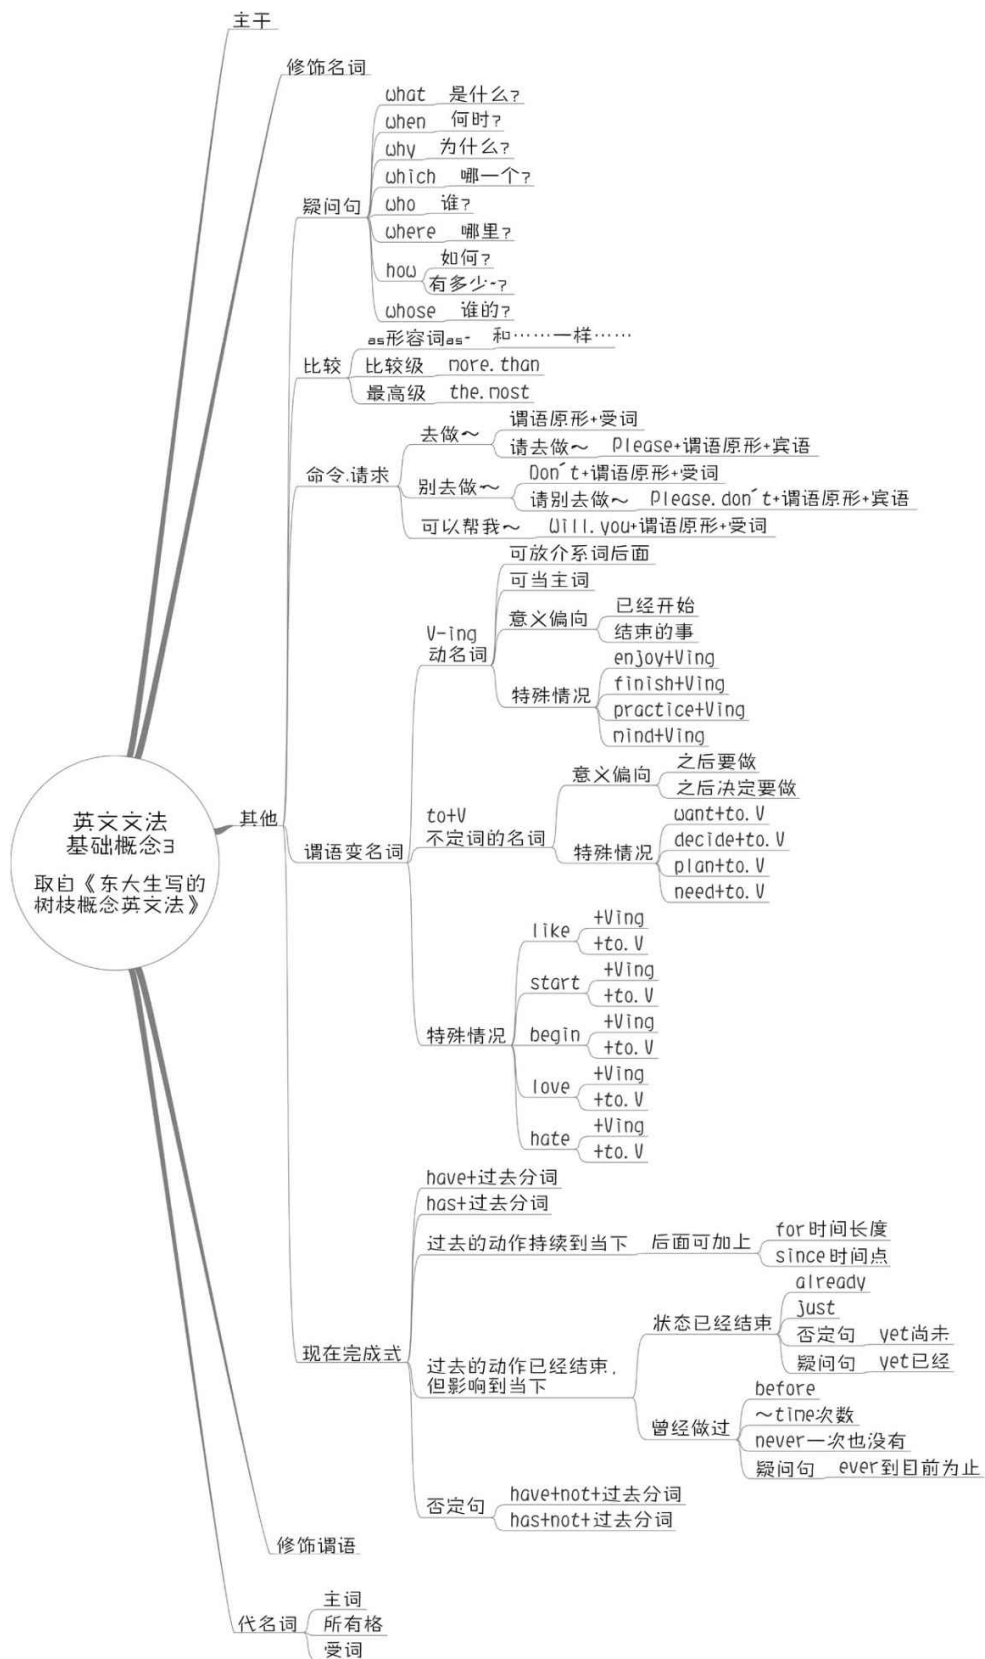 主干
修饰名词
what 是什么?
when 何时?
why 为什么?
which 哪一个?
疑问句
who 谁?
where 哪里?
how
如何?
有多少-?
whose 谁的?
比较
as形容词as- 和……一样……
比较级 more.than
最高级 the.most
命令.请求
去做～
谓语原形+受词
请去做～ Please+谓语原形+宾语
别去做～
Don´t+谓语原形+受词
请别去做～ Please.don´t+谓语原形+宾语
可以帮我～ Will.you+谓语原形+受词
英文文法
基础概念3
取自《东大生写的
树枝概念英文法》
其他
谓语变名词
V-ing
动名词
可放介系词后面
可当主词
意义偏向
已经开始
结束的事
特殊情况
enjoy+Ving
finish+Ving
practice+Ving
mind+Ving
to+V
不定词的名词
意义偏向
之后要做
之后决定要做
特殊情况
want+to.V
decide+to.V
plan+to.V
need+to.V
特殊情况
like
+Ving
+to.V
start
+Ving
+to.V
begin
+Ving
+to.V
love
+Ving
+to.V
hate
+Ving
+to.V
现在完成式
have+过去分词
has+过去分词
过去的动作持续到当下 后面可加上
for时间长度
since时间点
过去的动作已经结束,
但影响到当下
状态已经结束
already
just
否定句 yet尚未
疑问句 yet已经
曾经做过
before
～time次数
never一次也没有
疑问句 ever到目前为止
否定句
have+not+过去分词
has+not+过去分词
修饰谓语
代名词
主词
所有格
受词